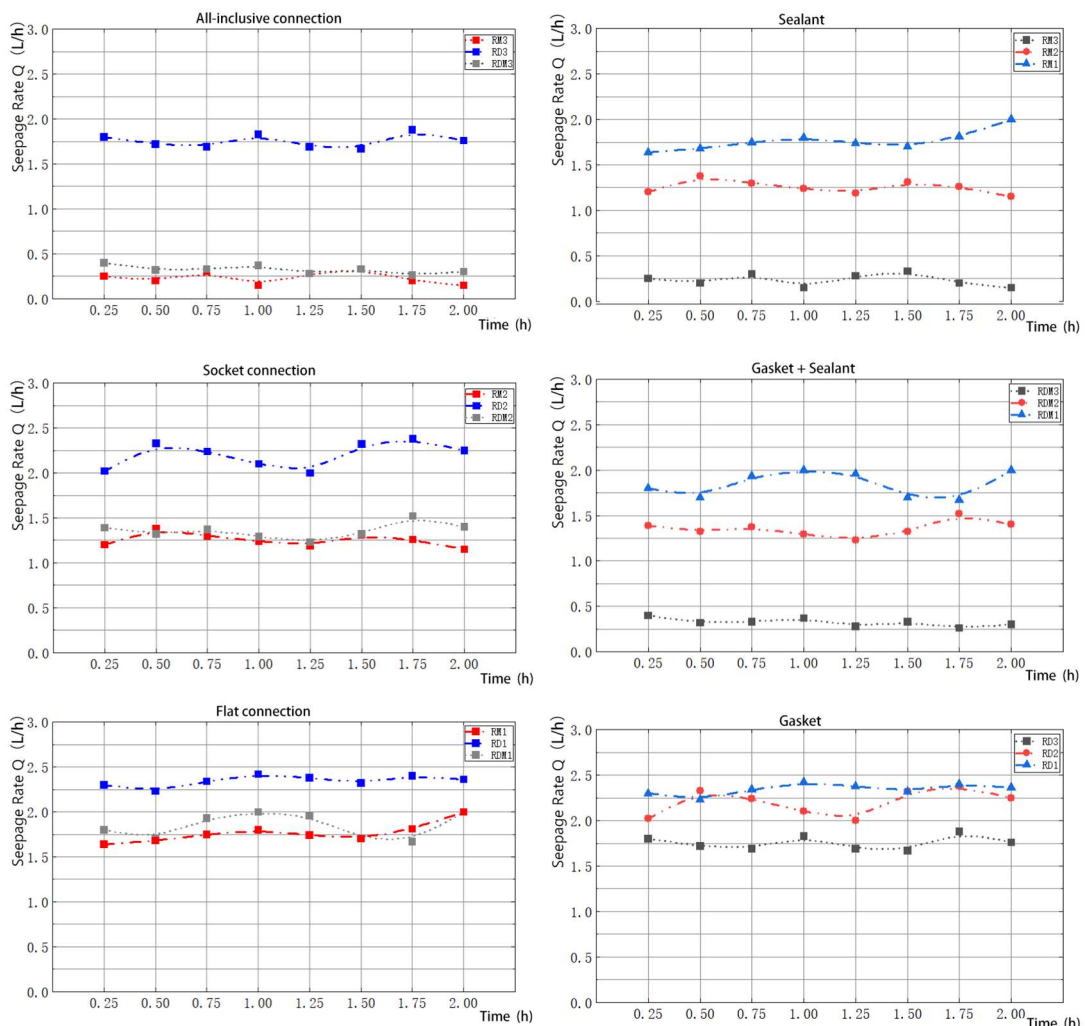 All-inclusive connection
Seepage Rate Q (L/h)
3.0
2.5
2.0
1.5
1.0
0.5
0.0
RM3
RD3
RDM3
0.25 0.50 0.75 1.00 1.25 1.50 1.75 2.00
Time (h)
Sealant
Seepage Rate Q (L/h)
3.0
2.5
2.0
1.5
1.0
0.5
0.0
RM3
RM2
RM1
0.25 0.50 0.75 1.00 1.25 1.50 1.75 2.00
Time (h)
Socket connection
Seepage Rate Q (L/h)
3.0
2.5
2.0
1.5
1.0
0.5
0.0
RM2
RD2
RDM2
0.25 0.50 0.75 1.00 1.25 1.50 1.75 2.00
Time (h)
Gasket + Sealant
Seepage Rate Q (L/h)
3.0
2.5
2.0
1.5
1.0
0.5
0.0
RDM3
RDM2
RDM1
0.25 0.50 0.75 1.00 1.25 1.50 1.75 2.00
Time (h)
Flat connection
Seepage Rate Q (L/h)
3.0
2.5
2.0
1.5
1.0
0.5
0.0
RM1
RD1
RDM1
0.25 0.50 0.75 1.00 1.25 1.50 1.75 2.00
Time (h)
Gasket
Seepage Rate Q (L/h)
3.0
2.5
2.0
1.5
1.0
0.5
0.0
RD3
RD2
RD1
0.25 0.50 0.75 1.00 1.25 1.50 1.75 2.00
Time (h)